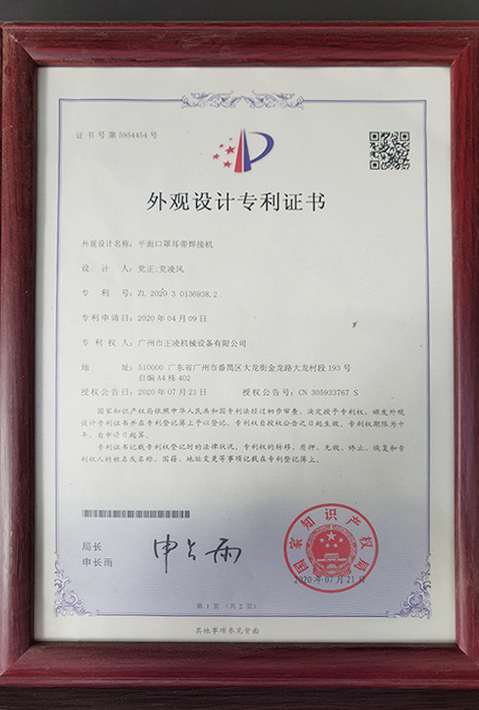 证书号第5954454号
外观设计专利证书
外观设计名称：平面口罩耳带焊接机
设 计 人：党正;党凌风
专 利 号：ZL 2020 3 0136938.2
专利申请日：2020年04月09日
专 利 权 人：广州市正凌机械设备有限公司
地 址：510000 广东省广州市番禺区大龙街金龙路大龙村段193号
自编A4栋402
授权公告日：2020年07月21日 授权公告号：CN 305933767 S
国家知识产权局依照中华人民共和国专利法经过初步审查，决定授予专利权，颁发外观
设计专利证书并在专利登记簿上予以登记。专利权自授权公告之日起生效。专利权期限为十
年，自申请日起算。
专利证书记载专利权登记时的法律状况。专利权的转移、质押、无效、终止、恢复和专
利权人的姓名或名称、国籍、地址变更等事项记载在专利登记簿上。
局长
申长雨
申长雨
国家知识产权局
2020年07月21日
第1页（共2页）
其他事项参见背面